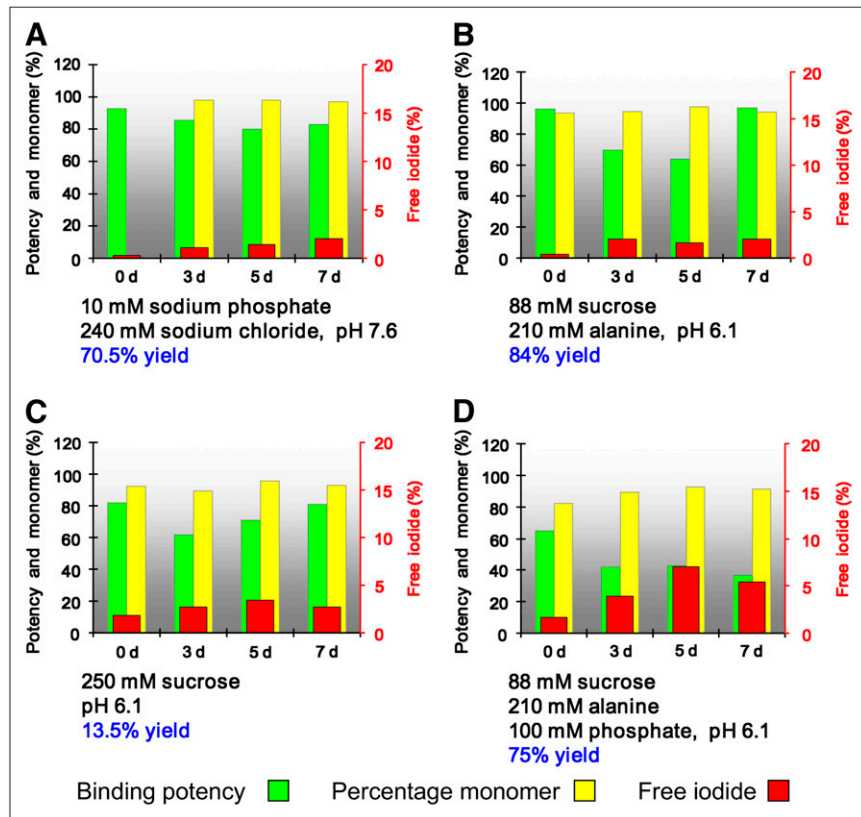 A
Potency and monomer (%)
120
100
80
60
40
20
0
20
15
10
5
0
Free iodide (%)
0 d 3 d 5 d 7 d
10 mM sodium phosphate
240 mM sodium chloride, pH 7.6
70.5% yield
B
Potency and monomer (%)
120
100
80
60
40
20
0
20
15
10
5
0
Free iodide (%)
0 d 3 d 5 d 7 d
88 mM sucrose
210 mM alanine, pH 6.1
84% yield
C
Potency and monomer (%)
120
100
80
60
40
20
0
20
15
10
5
0
Free iodide (%)
0 d 3 d 5 d 7 d
250 mM sucrose
pH 6.1
13.5% yield
D
Potency and monomer (%)
120
100
80
60
40
20
0
20
15
10
5
0
Free iodide (%)
0 d 3 d 5 d 7 d
88 mM sucrose
210 mM alanine
100 mM phosphate, pH 6.1
75% yield
Binding potency Percentage monomer Free iodide